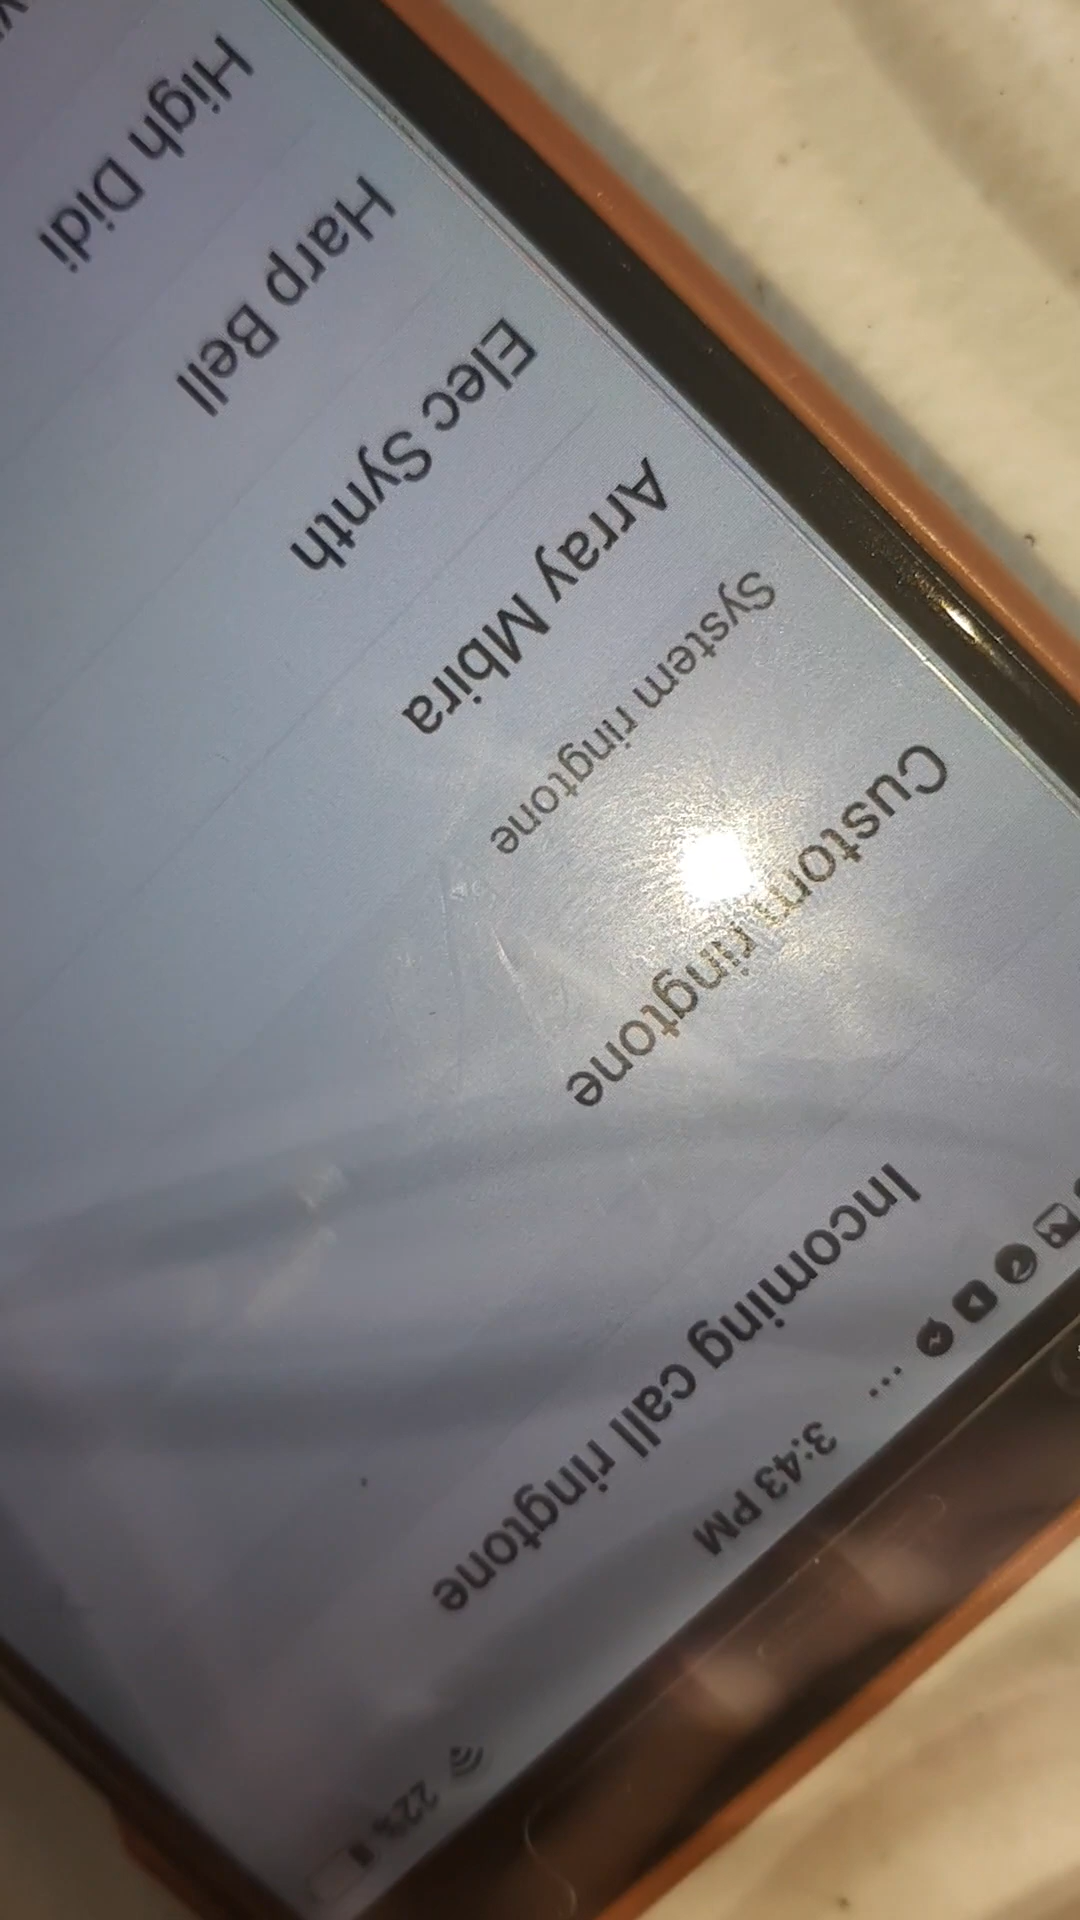 3:43 PM ... 22%
Incoming call ringtone
Custom ringtone
System ringtone
Array Mbira
Elec Synth
Harp Bell
High Didi